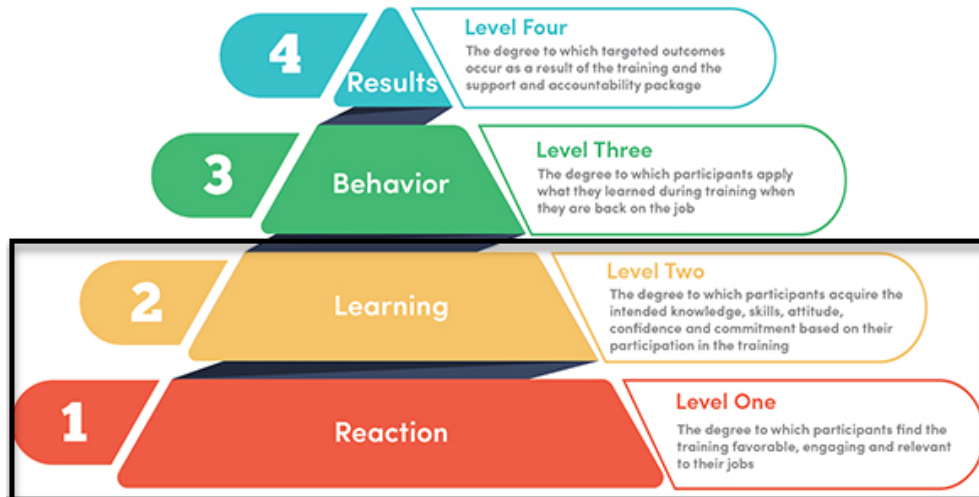 4
Results
Level Four
The degree to which targeted outcomes
occur as a result of the training and the
support and accountability package
3
Behavior
Level Three
The degree to which participants apply
what they learned during training when
they are back on the job
2
Learning
Level Two
The degree to which participants acquire the
intended knowledge, skills, attitude,
confidence and commitment based on their
participation in the training
1
Reaction
Level One
The degree to which participants find the
training favorable, engaging and relevant
to their jobs